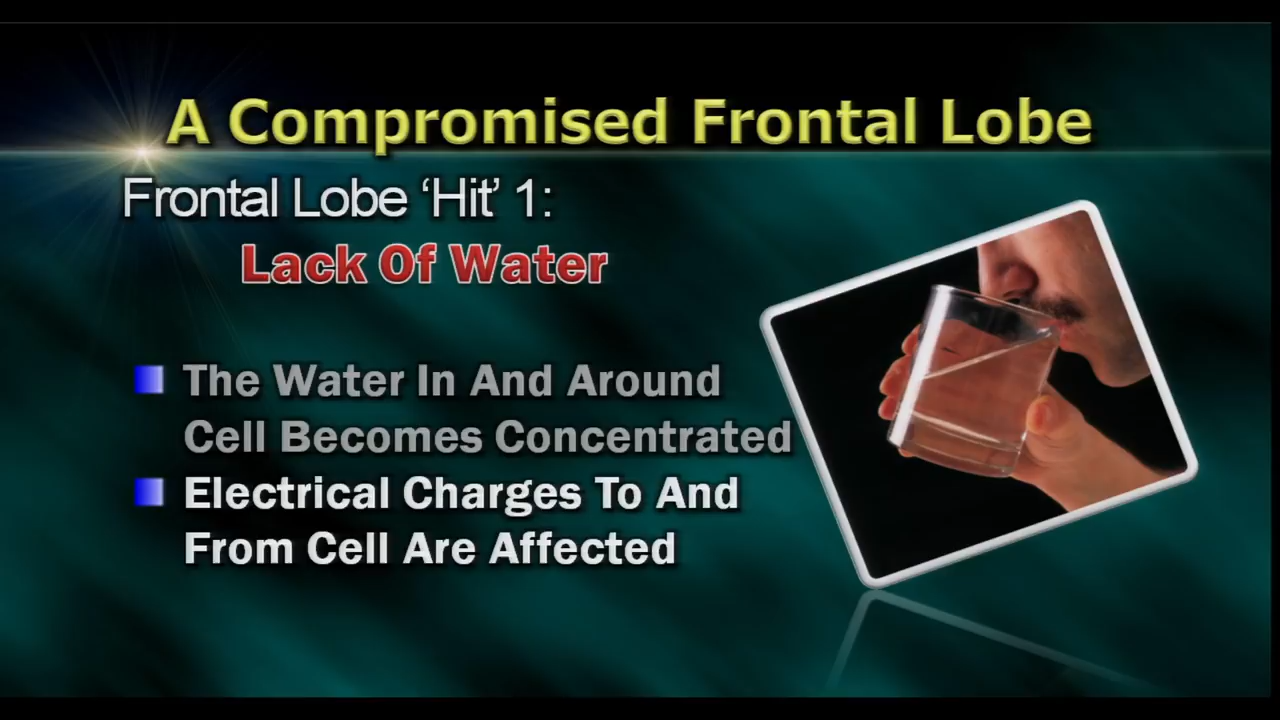 A Compromised Frontal Lobe
Frontal Lobe ‘Hit’ 1:
Lack Of Water
The Water In And Around
Cell Becomes Concentrated
Electrical Charges To And
From Cell Are Affected